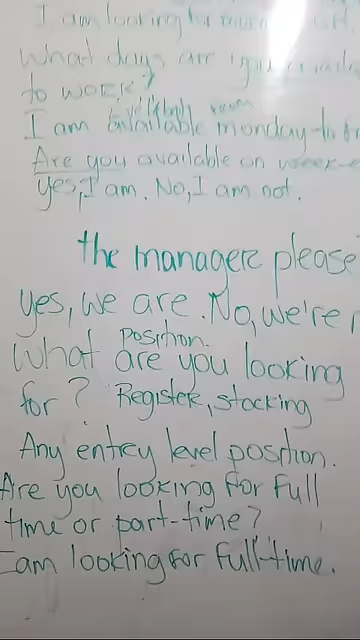 I am looking for
What days are you
to work?
I am available monday to
Are you available on week-e
yes, I am. No, I am not.
the manager please
yes, we are. No, we're
Position.
What are you looking
for? Register, stocking
Any entry level position.
Are you looking for full
time or part-time?
I am looking for full-time.